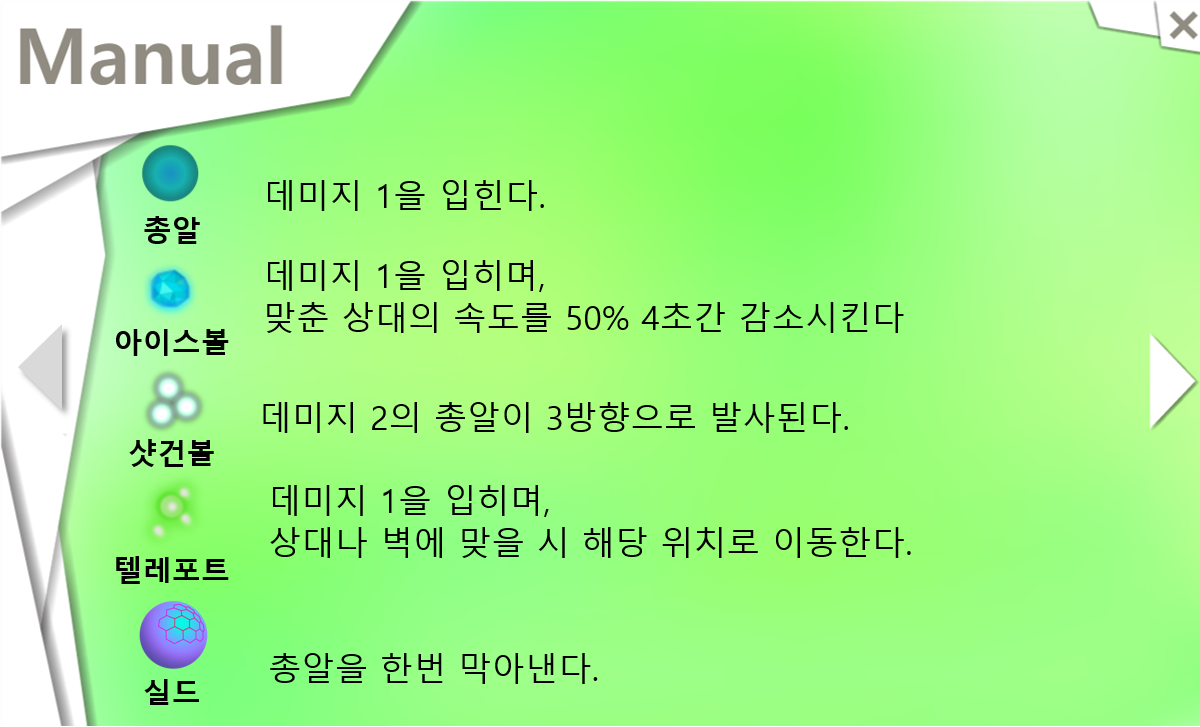 Manual
데미지 1을 입힌다.
총알
데미지 1을 입히며,
맞춘 상대의 속도를 50% 4초간 감소시킨다
아이스볼
데미지 2의 총알이 3방향으로 발사된다.
샷건볼
데미지 1을 입히며,
상대나 벽에 맞을 시 해당 위치로 이동한다.
텔레포트
총알을 한번 막아낸다.
실드